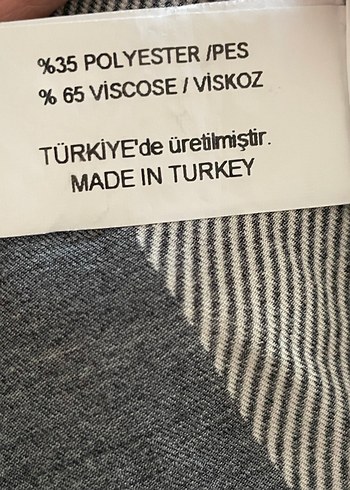 %35 POLYESTER /PES
% 65 VİSCOSE / VİSKOZ
TÜRKİYE'de üretilmiştir.
MADE IN TURKEY